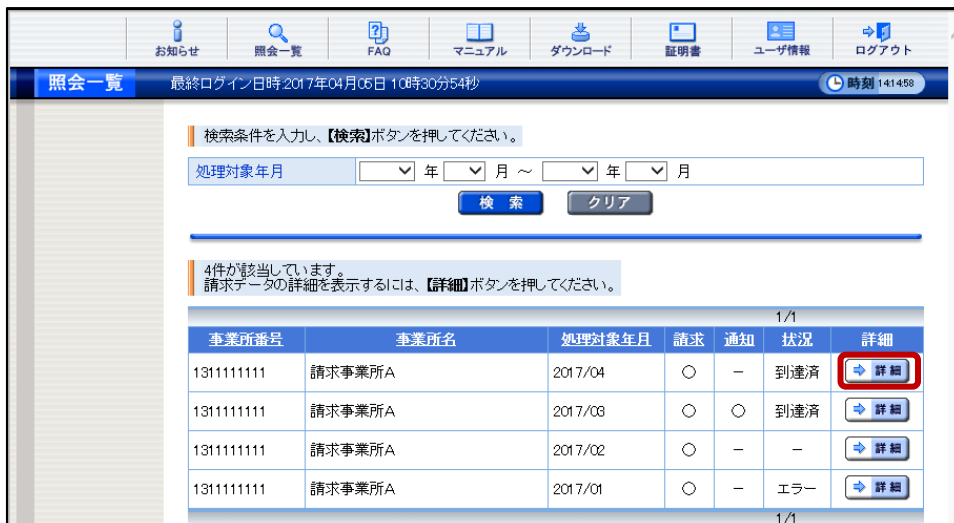 お知らせ 照会一覧 FAQ マニュアル ダウンロード 証明書 ユーザ情報 ログアウト
照会一覧 最終ログイン日時:2017年04月05日 10時30分54秒 時刻 14:14:58
検索条件を入力し、【検索】ボタンを押してください。
処理対象年月 年 月 ～ 年 月
検 索 クリア
4件が該当しています。
請求データの詳細を表示するには、【詳細】ボタンを押してください。
1/1
事業所番号 事業所名 処理対象年月 請求 通知 状況 詳細
1311111111 請求事業所A 2017/04 ○ － 到達済 詳細
1311111111 請求事業所A 2017/03 ○ ○ 到達済 詳細
1311111111 請求事業所A 2017/02 ○ － － 詳細
1311111111 請求事業所A 2017/01 ○ － エラー 詳細
1/1